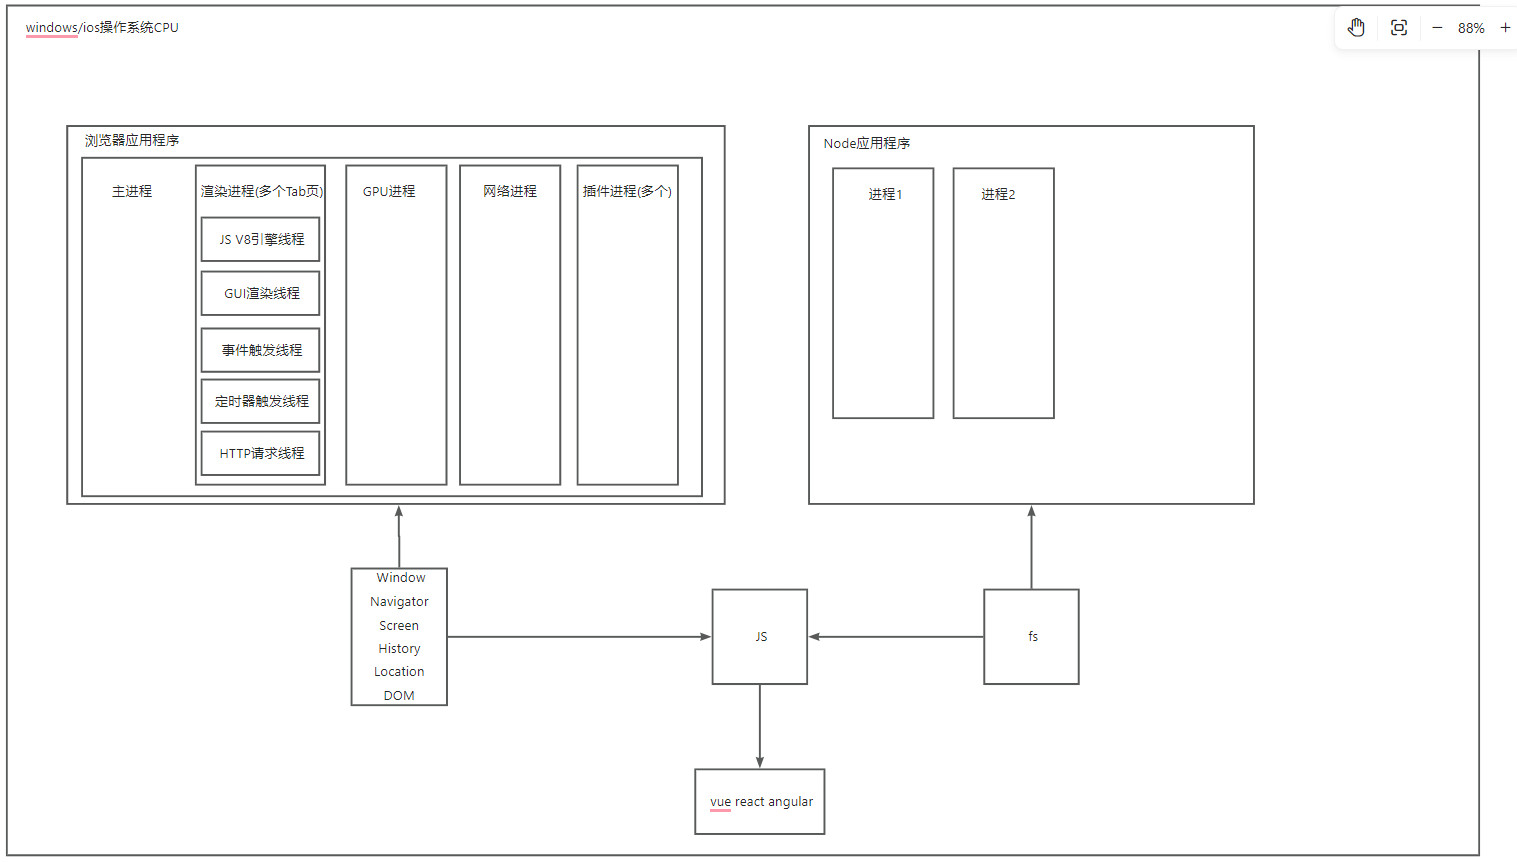 windows/ios操作系统CPU
88%
浏览器应用程序
主进程
渲染进程(多个Tab页)
JS V8引擎线程
GUI渲染线程
事件触发线程
定时器触发线程
HTTP请求线程
GPU进程
网络进程
插件进程(多个)
Node应用程序
进程1
进程2
Window
Navigator
Screen
History
Location
DOM
JS
fs
vue react angular